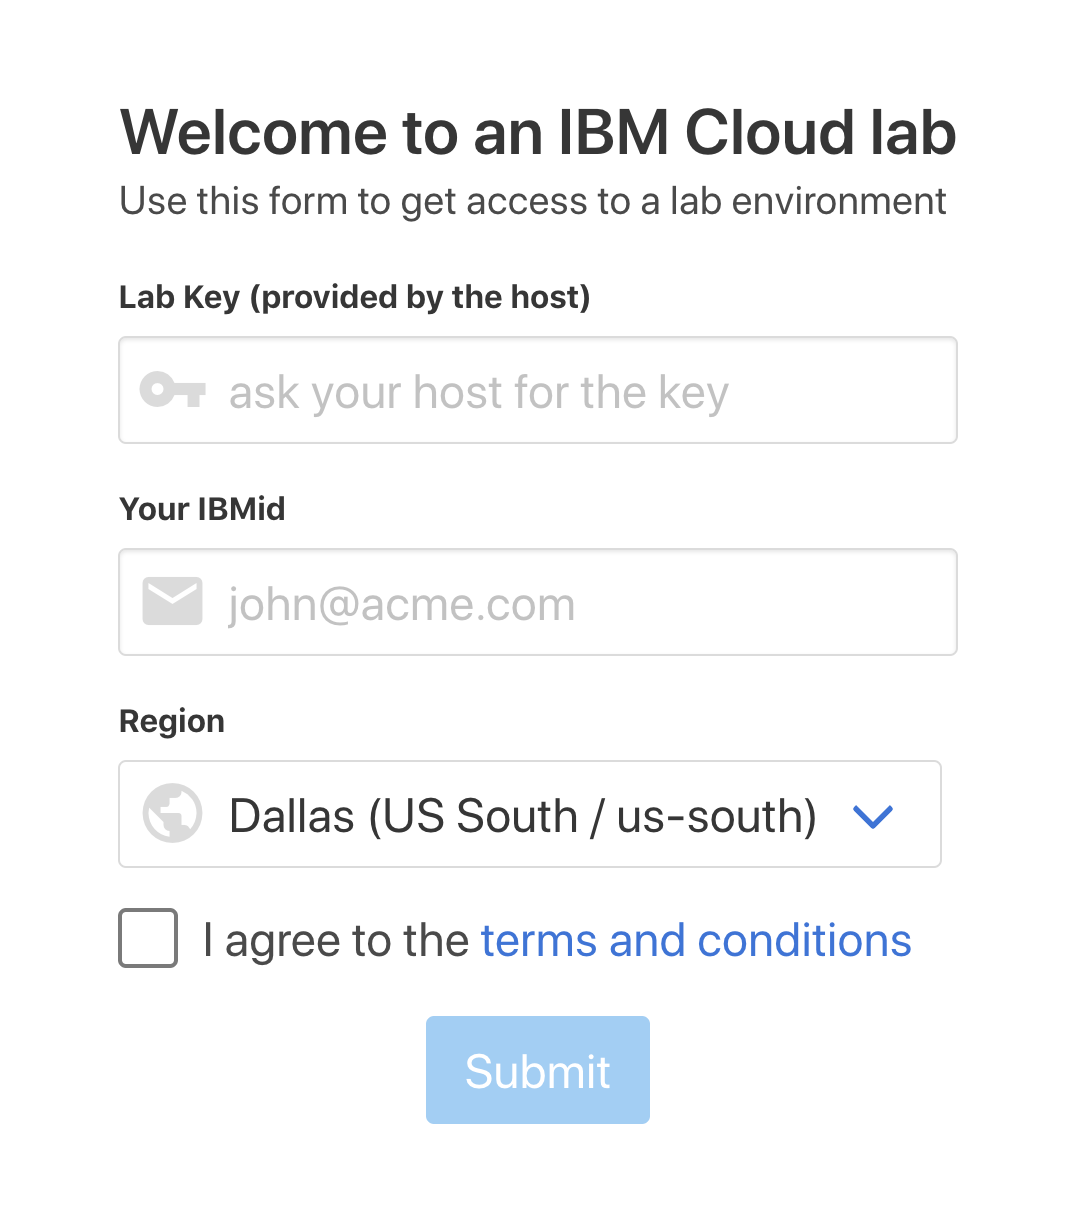 Welcome to an IBM Cloud lab
Use this form to get access to a lab environment
Lab Key (provided by the host)
ask your host for the key
Your IBMid
john@acme.com
Region
Dallas (US South / us-south)
I agree to the terms and conditions
Submit